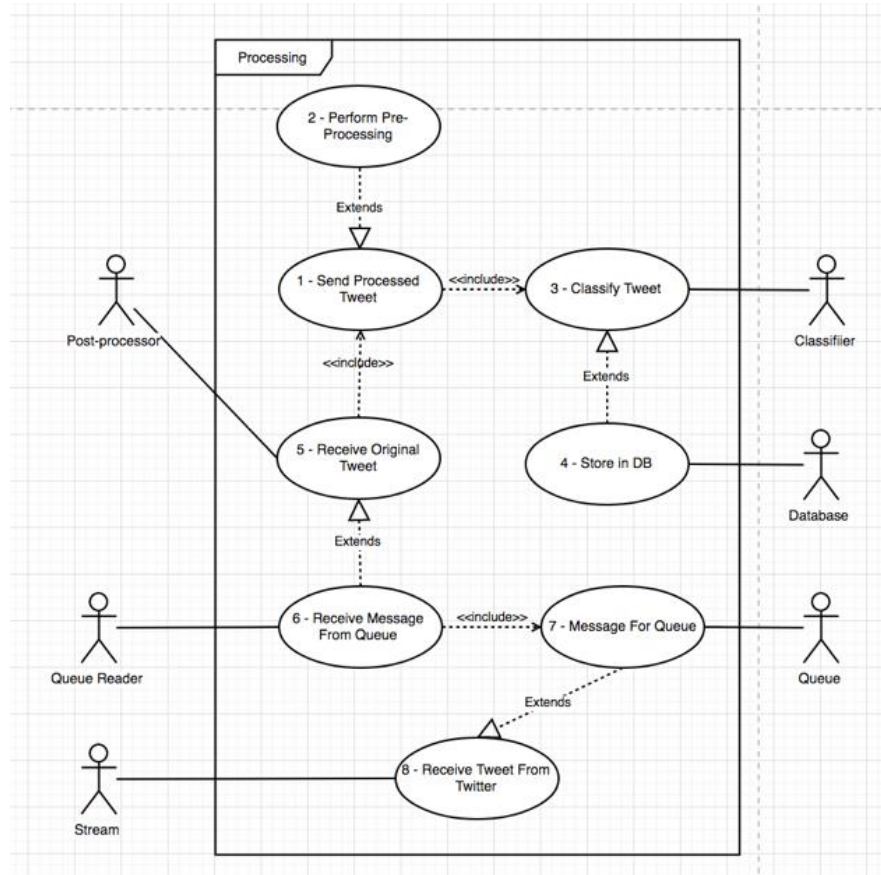 Processing
2 - Perform Pre-
Processing
Extends
1 - Send Processed
Tweet
<<include>>
3 - Classify Tweet
Post-processor
Classifiier
<<include>>
Extends
5 - Receive Original
Tweet
4 - Store in DB
Database
Extends
6 - Receive Message
From Queue
<<include>>
7 - Message For Queue
Queue Reader
Queue
Extends
8 - Receive Tweet From
Twitter
Stream